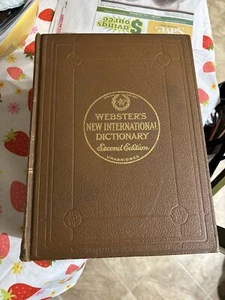 WEBSTER'S
NEW INTERNATIONAL
DICTIONARY
Second Edition
UNABRIDGED